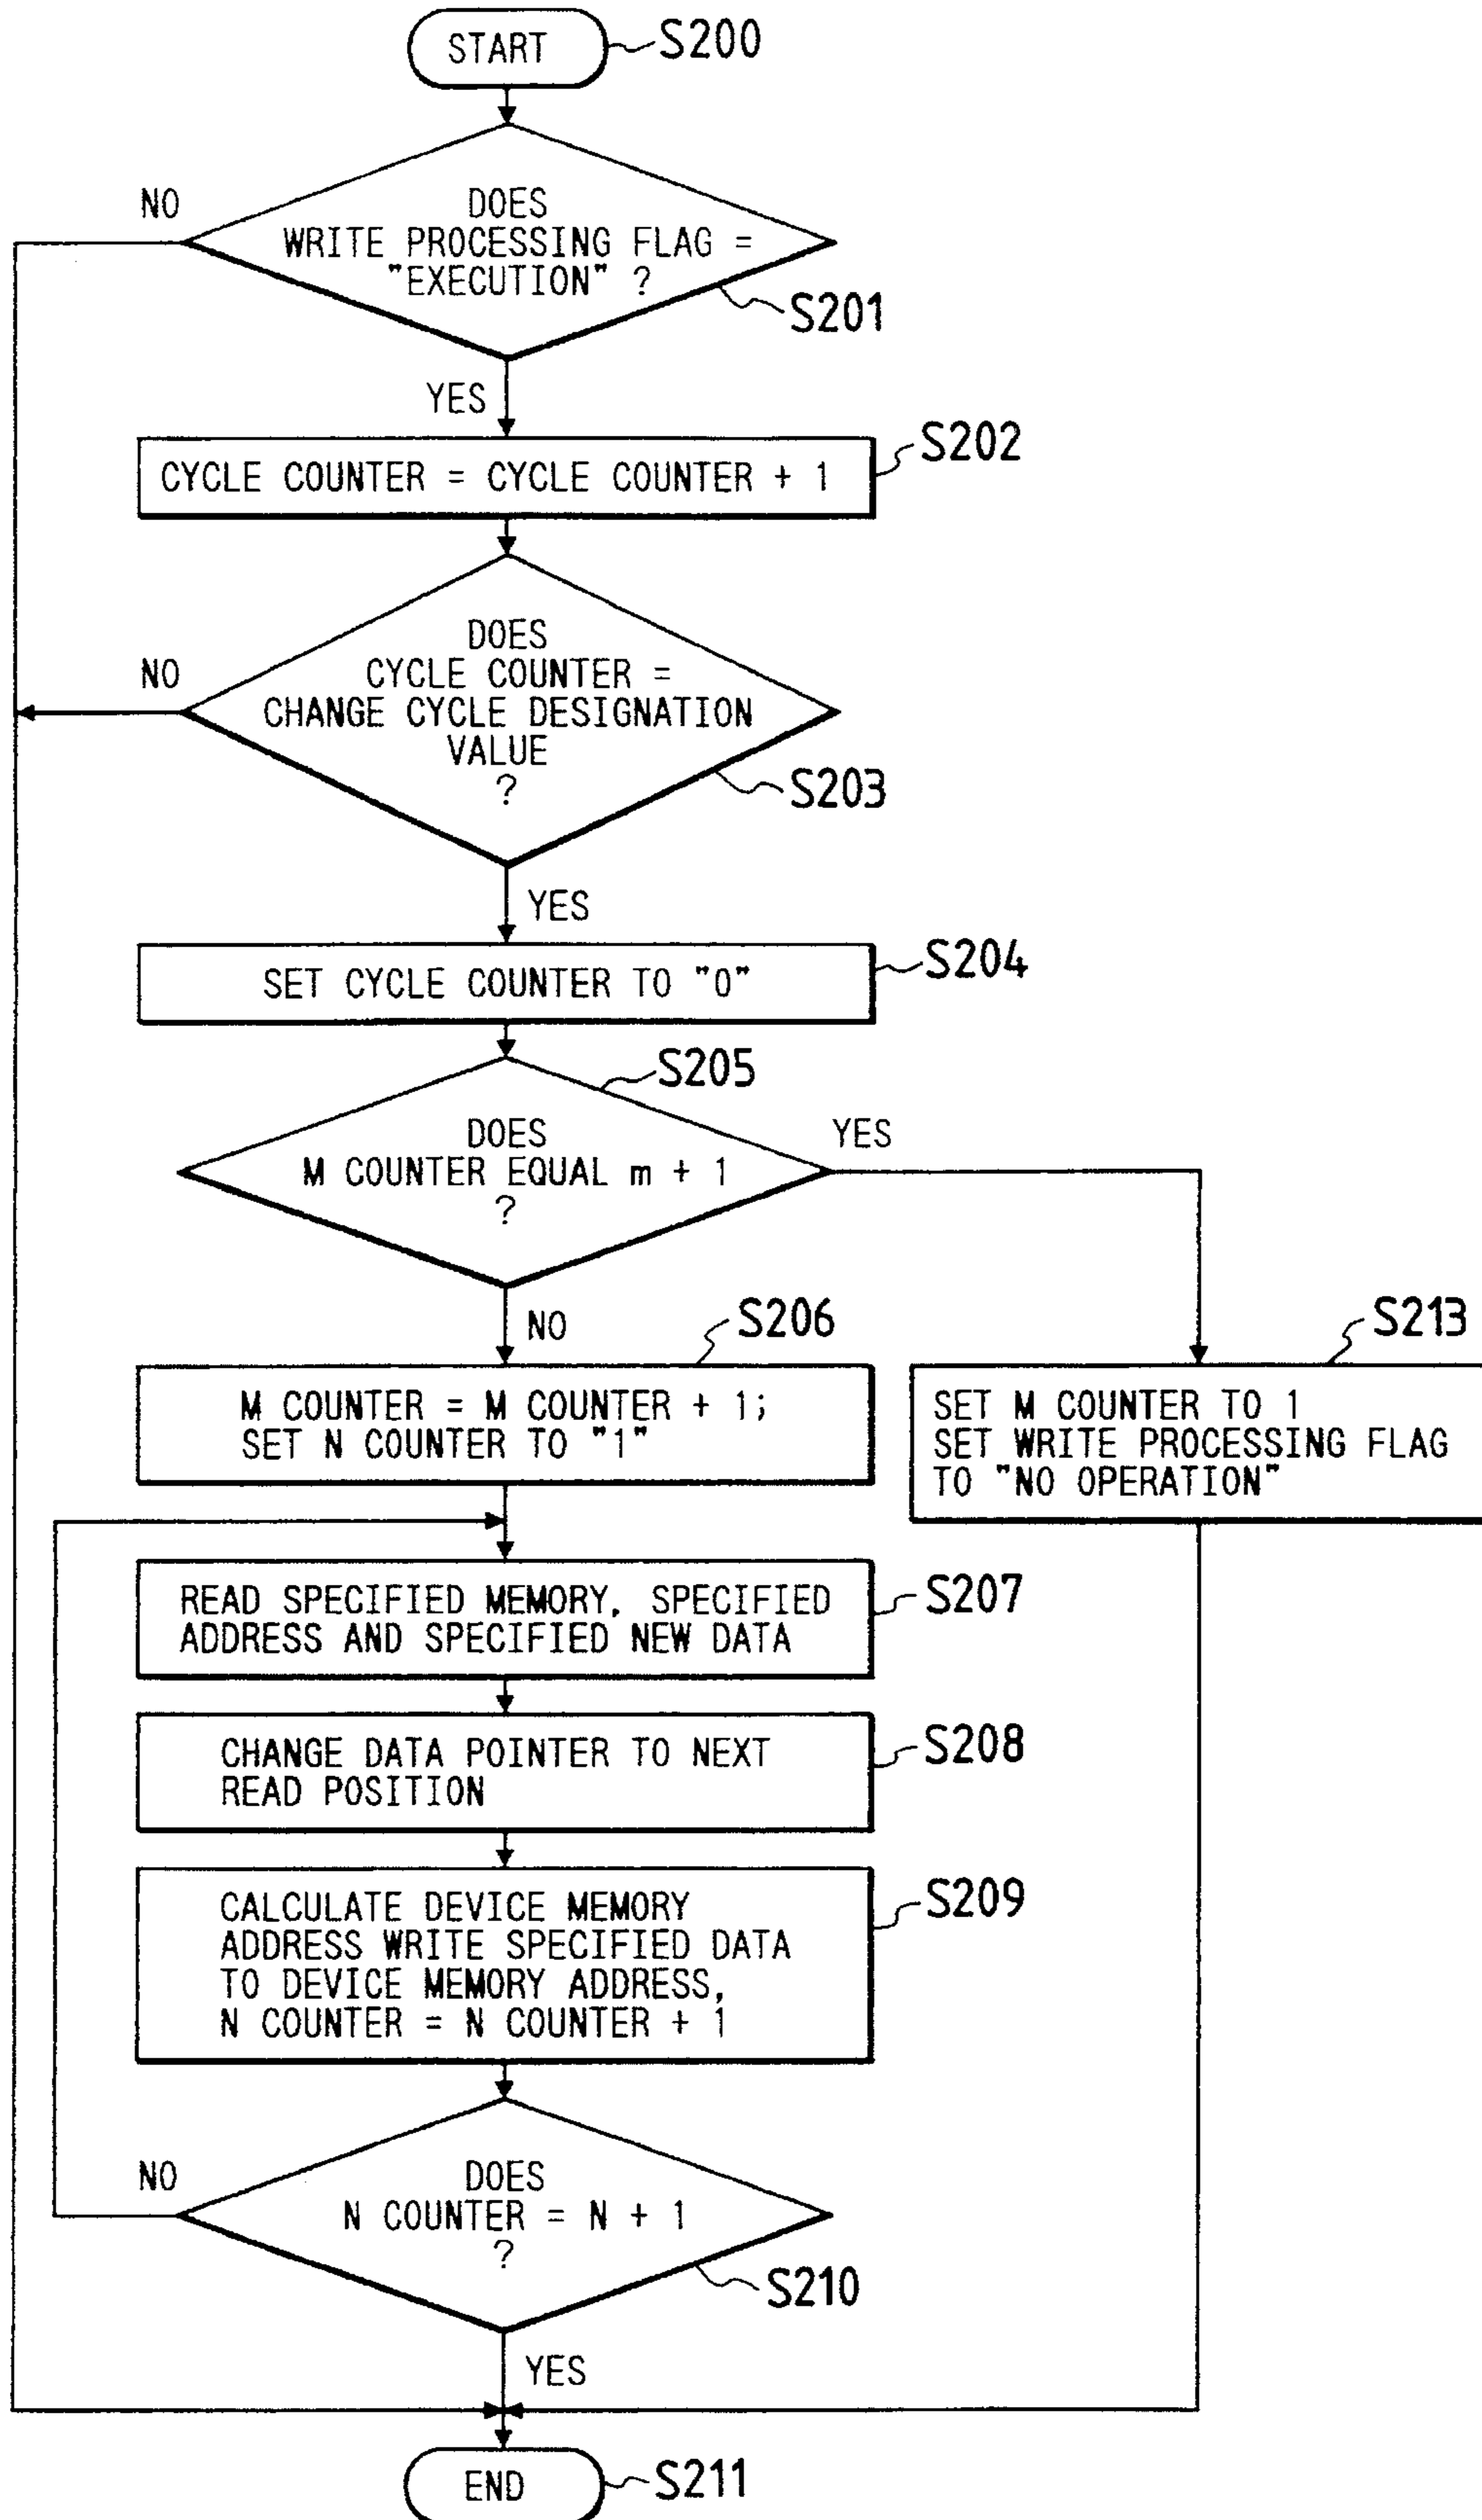 START
S200
NO
DOES
WRITE PROCESSING FLAG =
"EXECUTION" ?
S201
YES
S202
CYCLE COUNTER = CYCLE COUNTER + 1
DOES
NO
CYCLE COUNTER =
CHANGE CYCLE DESIGNATION
VALUE
?
S203
YES
S204
SET CYCLE COUNTER TO "0"
S205
DOES
YES
M COUNTER EQUAL m + 1
?
NO
S206
S213
M COUNTER = M COUNTER + 1;
SET N COUNTER TO "1"
SET M COUNTER TO 1
SET WRITE PROCESSING FLAG
TO "NO OPERATION"
READ SPECIFIED MEMORY, SPECIFIED
ADDRESS AND SPECIFIED NEW DATA
S207
CHANGE DATA POINTER TO NEXT
READ POSITION
S208
CALCULATE DEVICE MEMORY
ADDRESS WRITE SPECIFIED DATA
TO DEVICE MEMORY ADDRESS,
N COUNTER = N COUNTER + 1
S209
NO
DOES
N COUNTER = N + 1
?
S210
YES
END
S211